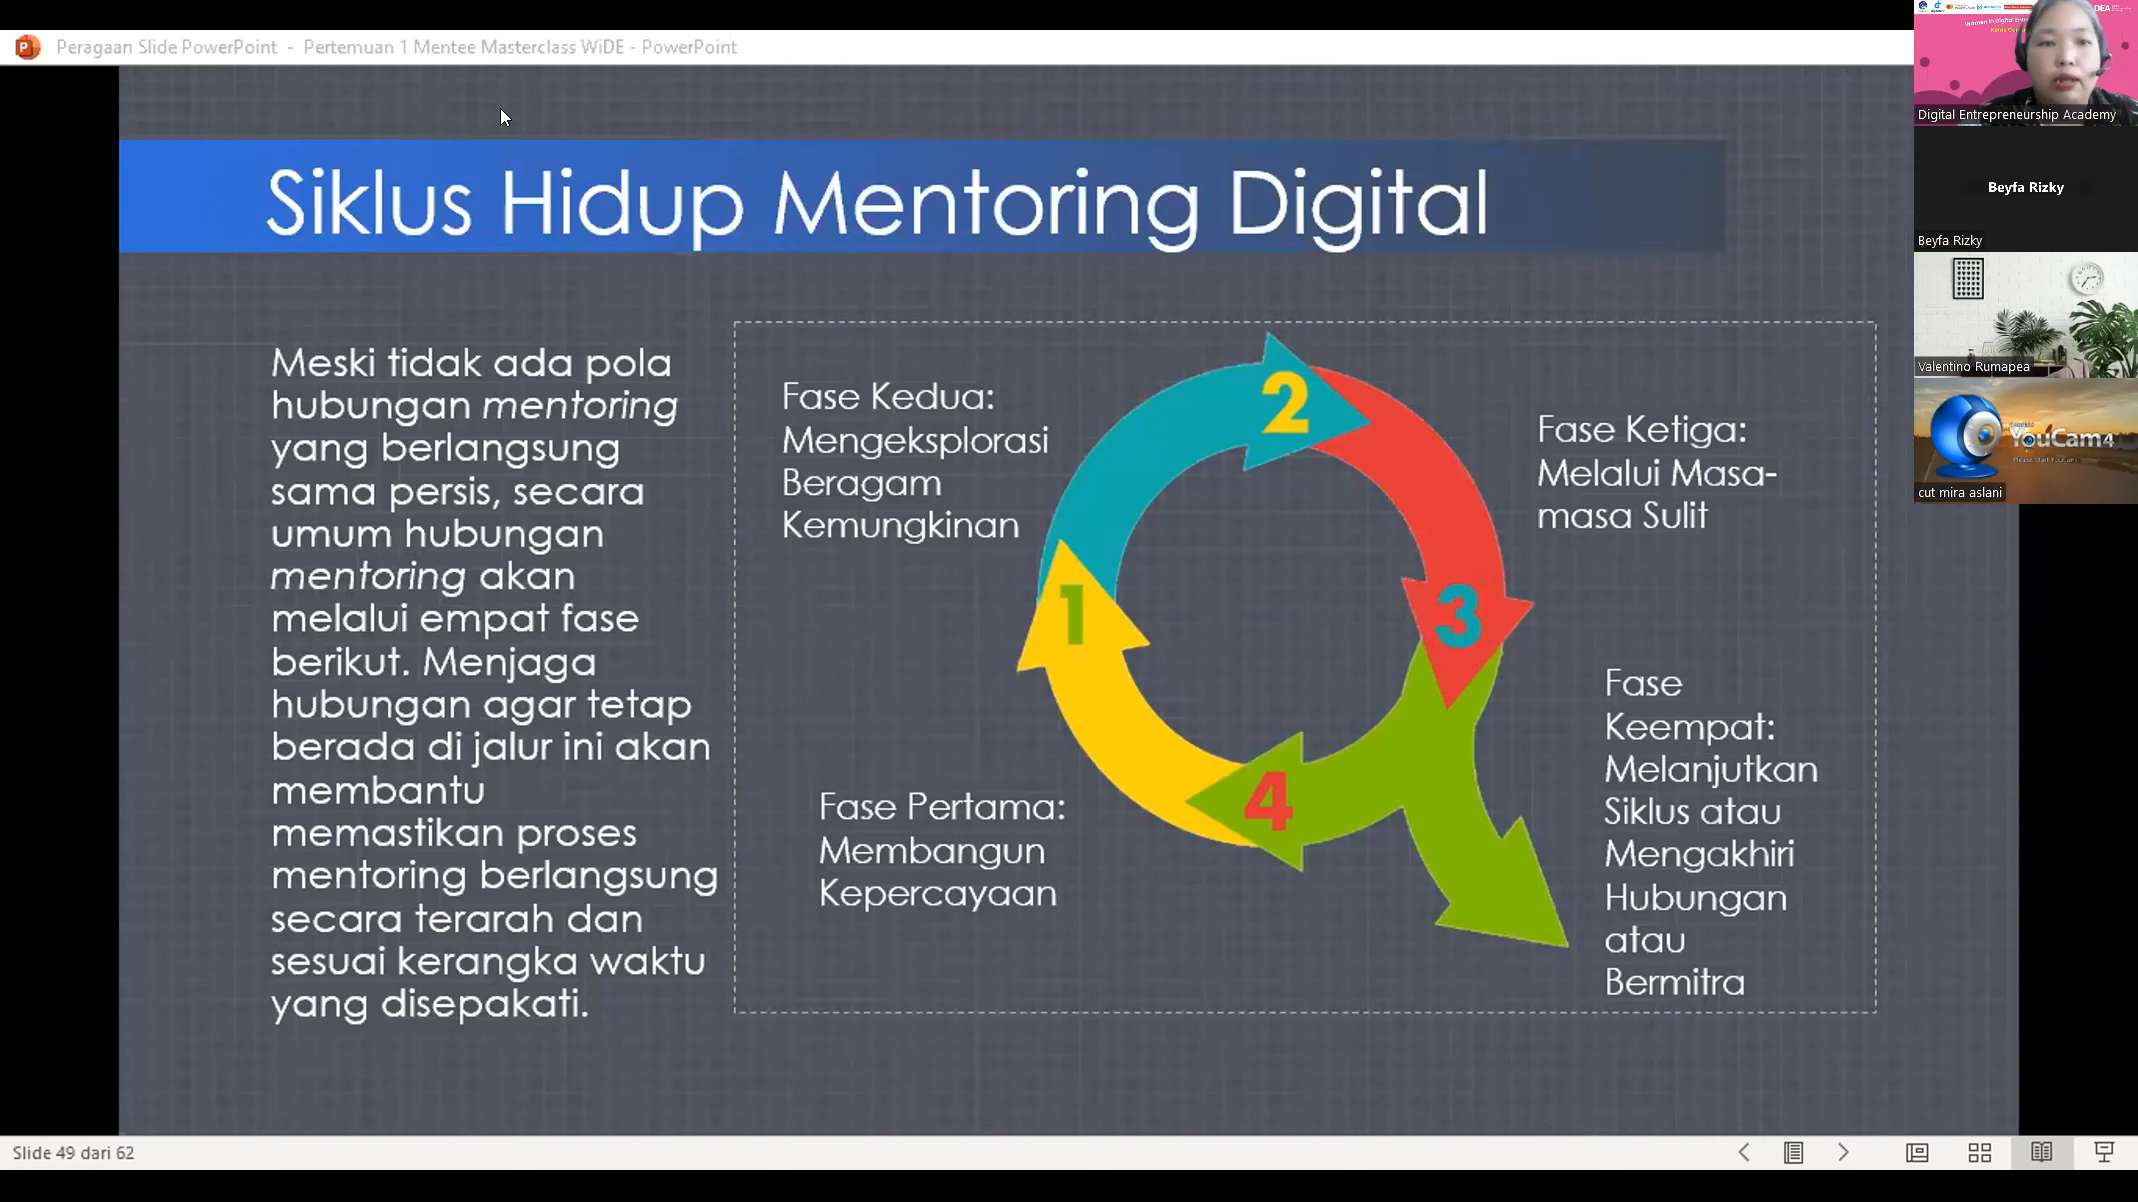 Peragaan Slide PowerPoint - Pertemuan 1 Mentee Masterclass WiDE - PowerPoint
Siklus Hidup Mentoring Digital
Meski tidak ada pola
hubungan mentoring
yang berlangsung
sama persis, secara
umum hubungan
mentoring akan
melalui empat fase
berikut. Menjaga
hubungan agar tetap
berada di jalur ini akan
membantu
memastikan proses
mentoring berlangsung
secara terarah dan
sesuai kerangka waktu
yang disepakati.
Fase Kedua:
Mengeksplorasi
Beragam
Kemungkinan
Fase Ketiga:
Melalui Masa-
masa Sulit
Fase Pertama:
Membangun
Kepercayaan
Fase
Keempat:
Melanjutkan
Siklus atau
Mengakhiri
Hubungan
atau
Bermitra
1
2
3
4
Digital Entrepreneurship Academy
Beyfa Rizky
Beyfa Rizky
Valentino Rumapea
YouCam 4
cut mira aslani
Slide 49 dari 62